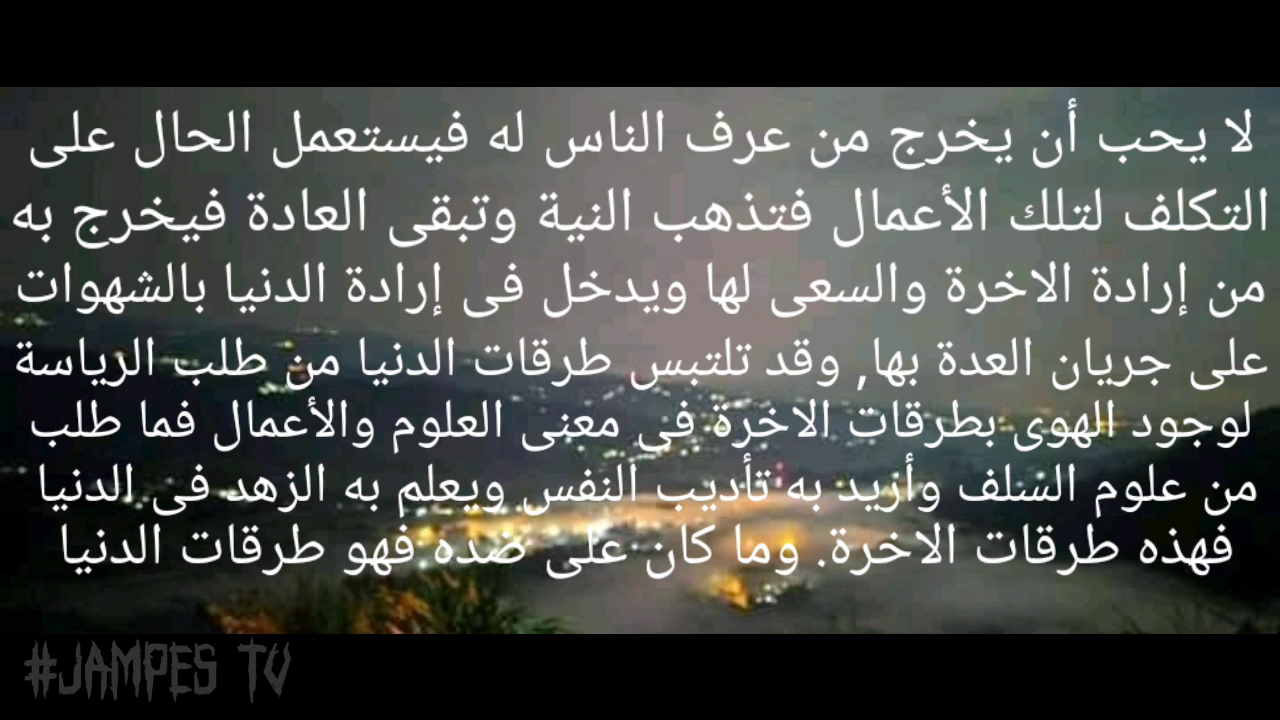 لا يحب أن يخرج من عرف الناس له فيستعمل الحال على
التكلف لتلك الأعمال فتذهب النية وتبقى العادة فيخرج به
من إرادة الاخرة والسعى لها ويدخل فى إرادة الدنيا بالشهوات
على جريان العدة بها, وقد تلتبس طرقات الدنيا من طلب الرياسة
لوجود الهوى بطرقات الاخرة فى معنى العلوم والأعمال فما طلب
من علوم السلف وأزيد به تأديب النفس ويعلم به الزهد فى الدنيا
فهذه طرقات الاخرة. وما كان على ضده فهو طرقات الدنيا
#JAMPES TV